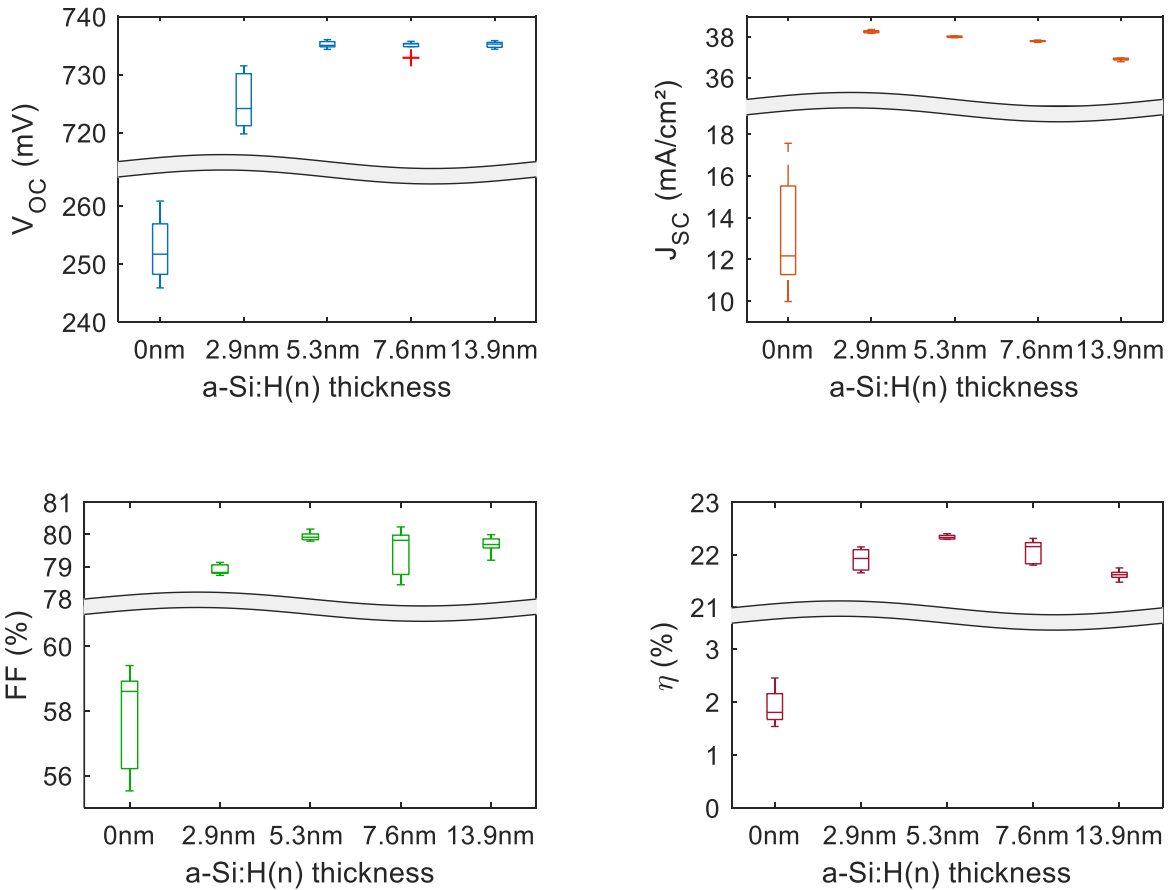 740
730
720
260
250
240
V_OC (mV)
0nm 2.9nm 5.3nm 7.6nm 13.9nm
a-Si:H(n) thickness
38
36
18
16
14
12
10
J_SC (mA/cm²)
0nm 2.9nm 5.3nm 7.6nm 13.9nm
a-Si:H(n) thickness
81
80
79
78
60
58
56
FF (%)
0nm 2.9nm 5.3nm 7.6nm 13.9nm
a-Si:H(n) thickness
23
22
21
3
2
1
0
η (%)
0nm 2.9nm 5.3nm 7.6nm 13.9nm
a-Si:H(n) thickness